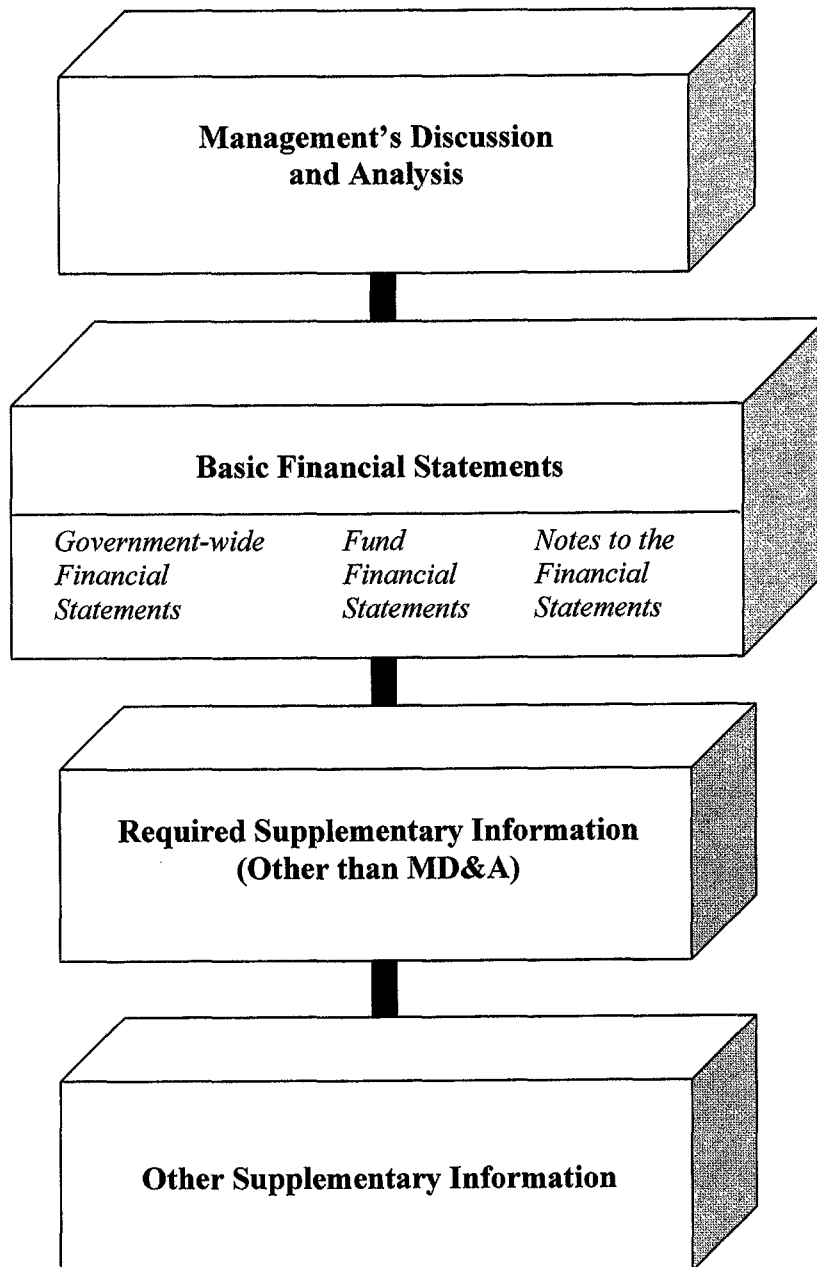 Management’s Discussion
and Analysis
Basic Financial Statements
Government-wide
Financial
Statements
Fund
Financial
Statements
Notes to the
Financial
Statements
Required Supplementary Information
(Other than MD&A)
Other Supplementary Information